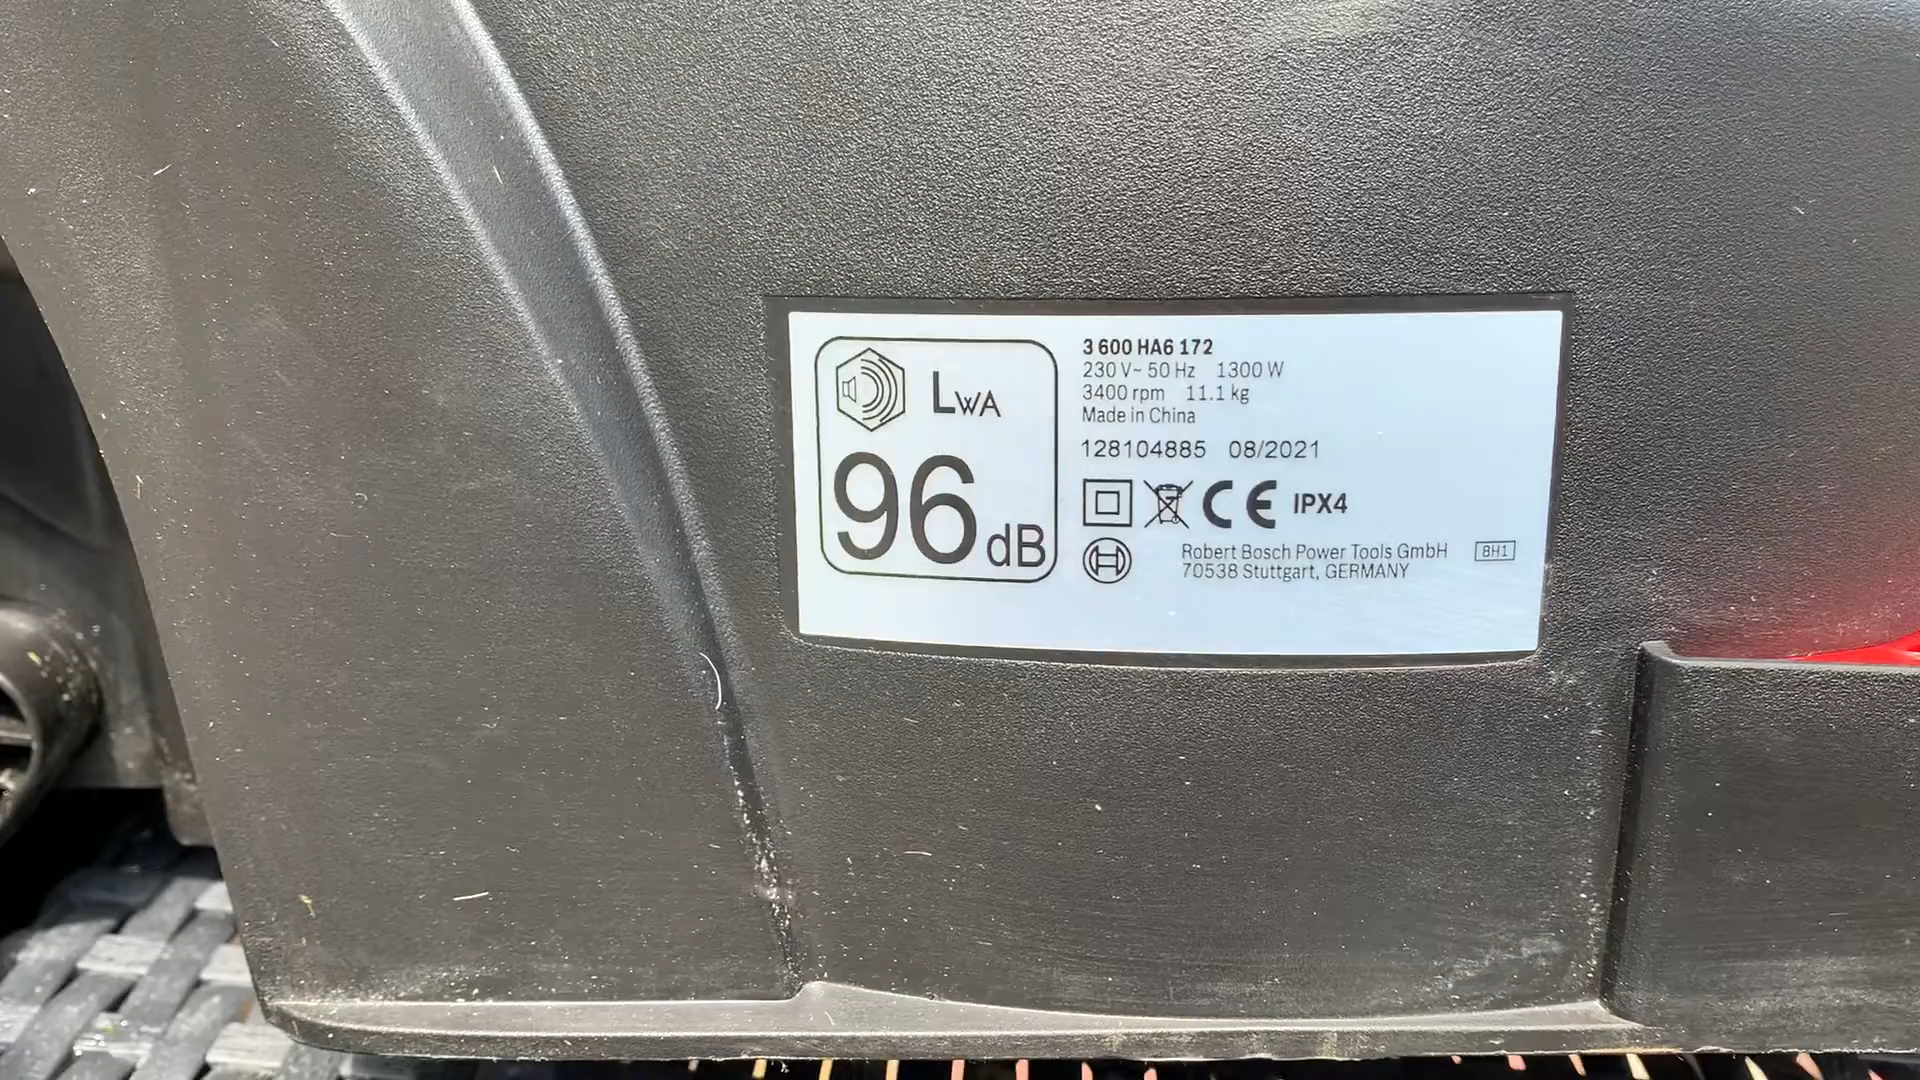 LWA
96 dB
3 600 HA6 172
230 V~ 50 Hz 1300 W
3400 rpm 11.1 kg
Made in China
128104885 08/2021
CE IPX4
Robert Bosch Power Tools GmbH 8H1
70538 Stuttgart, GERMANY